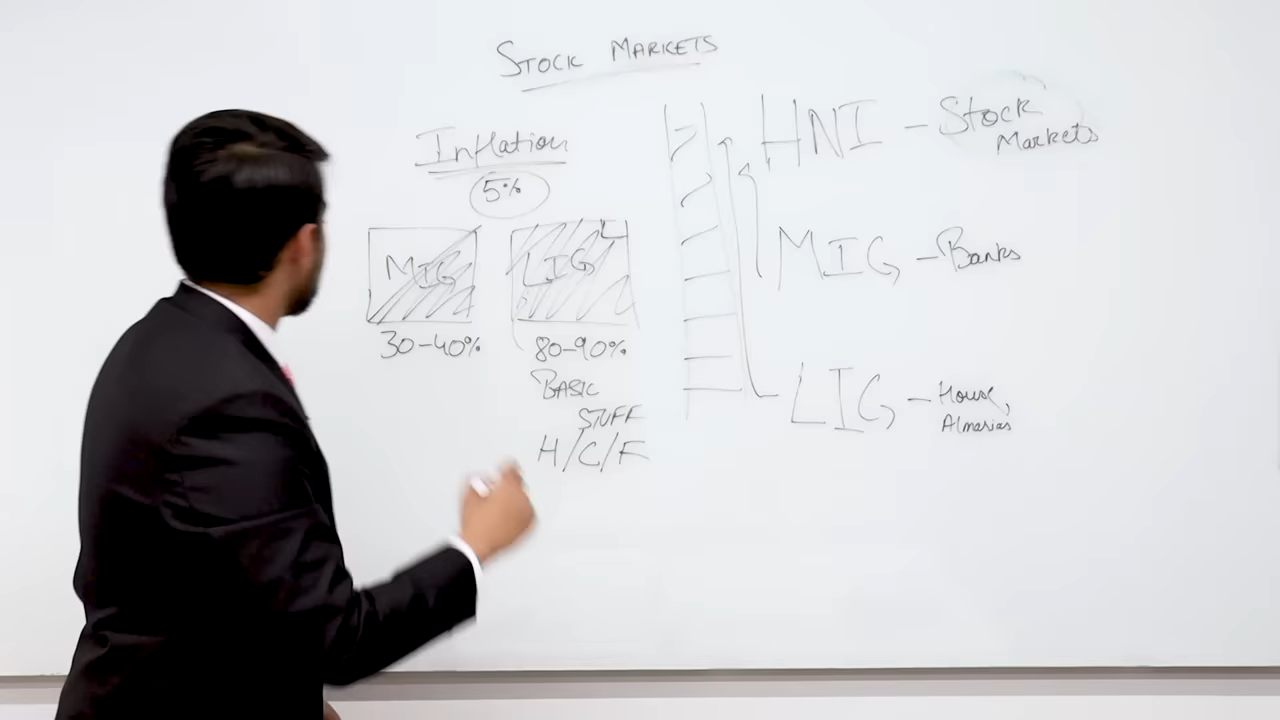 STOCK MARKETS
Inflation
5%
MIG
LIG
30-40%
80-90%
BASIC
STUFF
H/C/F
HNI - Stock
Markets
MIG - Banks
LIG - House,
Almarias